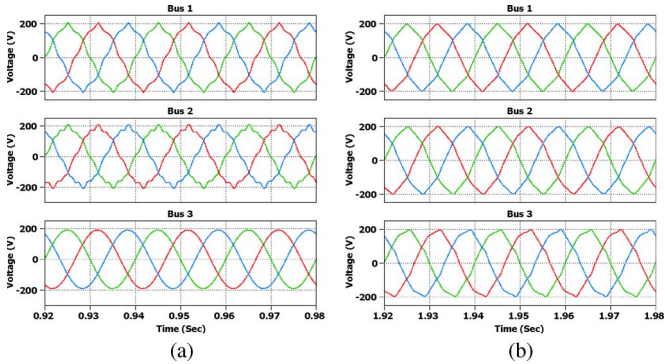 Bus 1
Voltage (V)
200
0
-200
Bus 2
Voltage (V)
200
0
-200
Bus 3
Voltage (V)
200
0
-200
0.92 0.93 0.94 0.95 0.96 0.97 0.98
Time (Sec)
(a)
Bus 1
Voltage (V)
200
0
-200
Bus 2
Voltage (V)
200
0
-200
Bus 3
Voltage (V)
200
0
-200
1.92 1.93 1.94 1.95 1.96 1.97 1.98
Time (Sec)
(b)